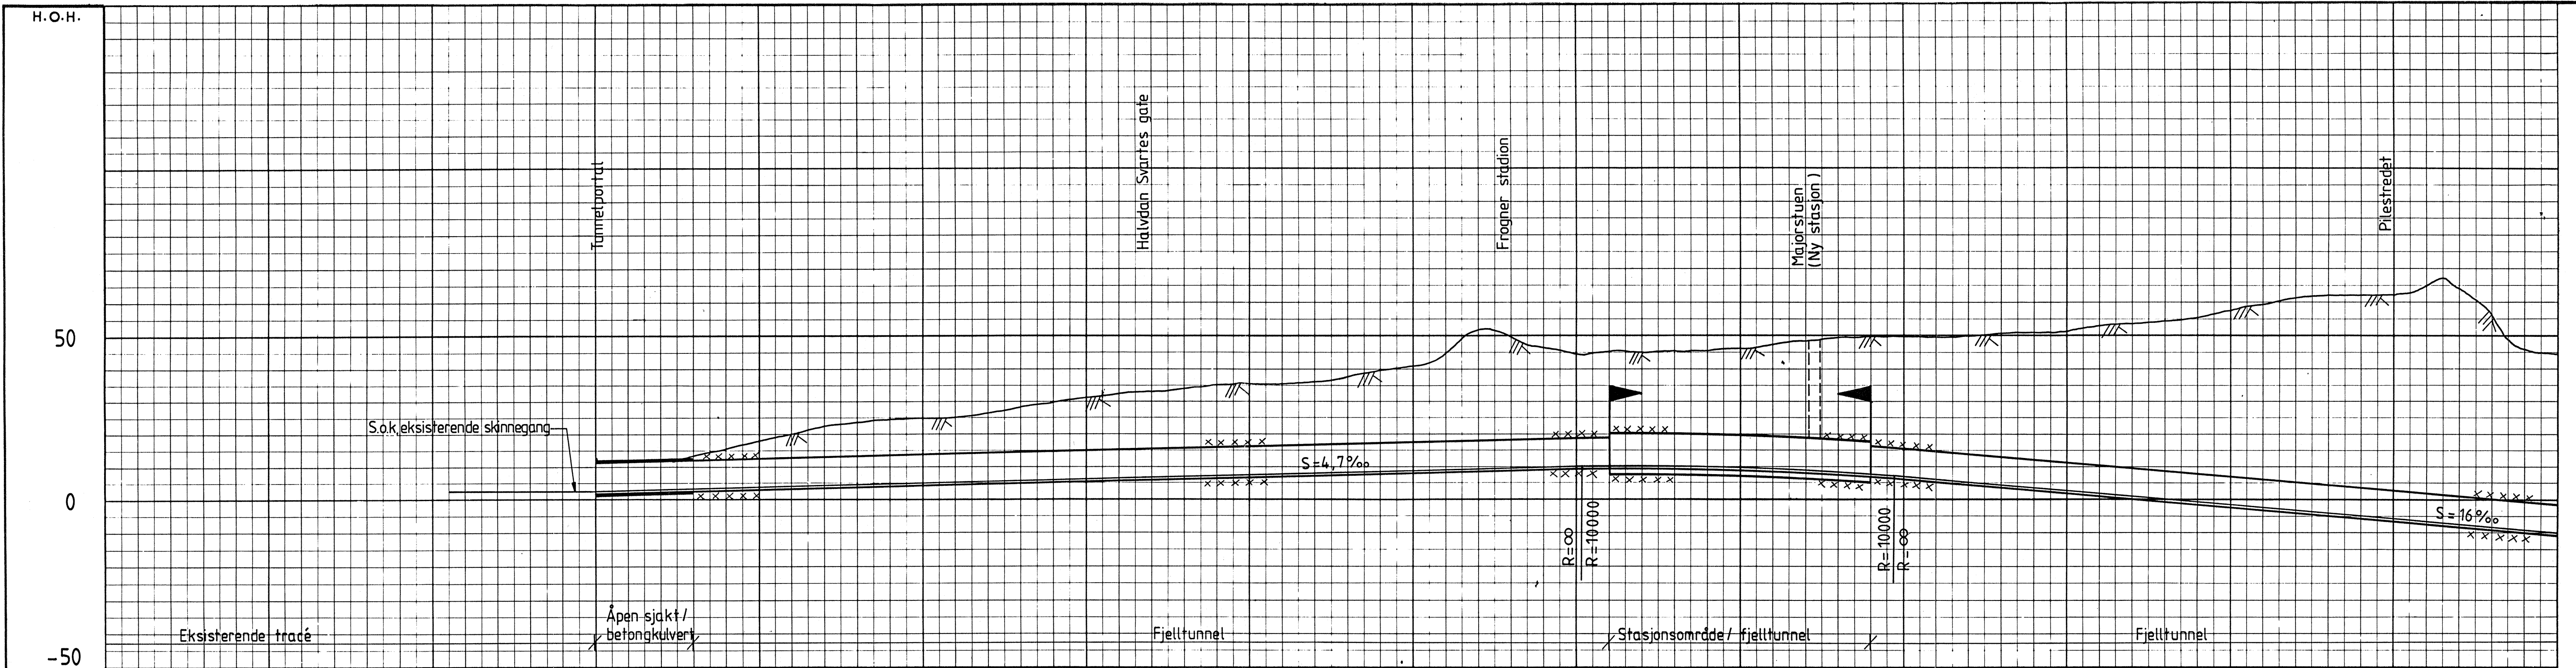 H.O.H.
Tunnelportal
Halvdan Svartes gate
Frogner stadion
Majorstuen
(Ny stasjon)
Pilestredet
50
S.o.k, eksisterende skinnegang
S=4,7‰
0
S=16‰
R=∞
R=10000
R=10000
R=∞
Åpen sjakt/
betongkulvert
Eksisterende tracé
Fjelltunnel
Stasjonsområde/ fjelltunnel
Fjelltunnel
-50